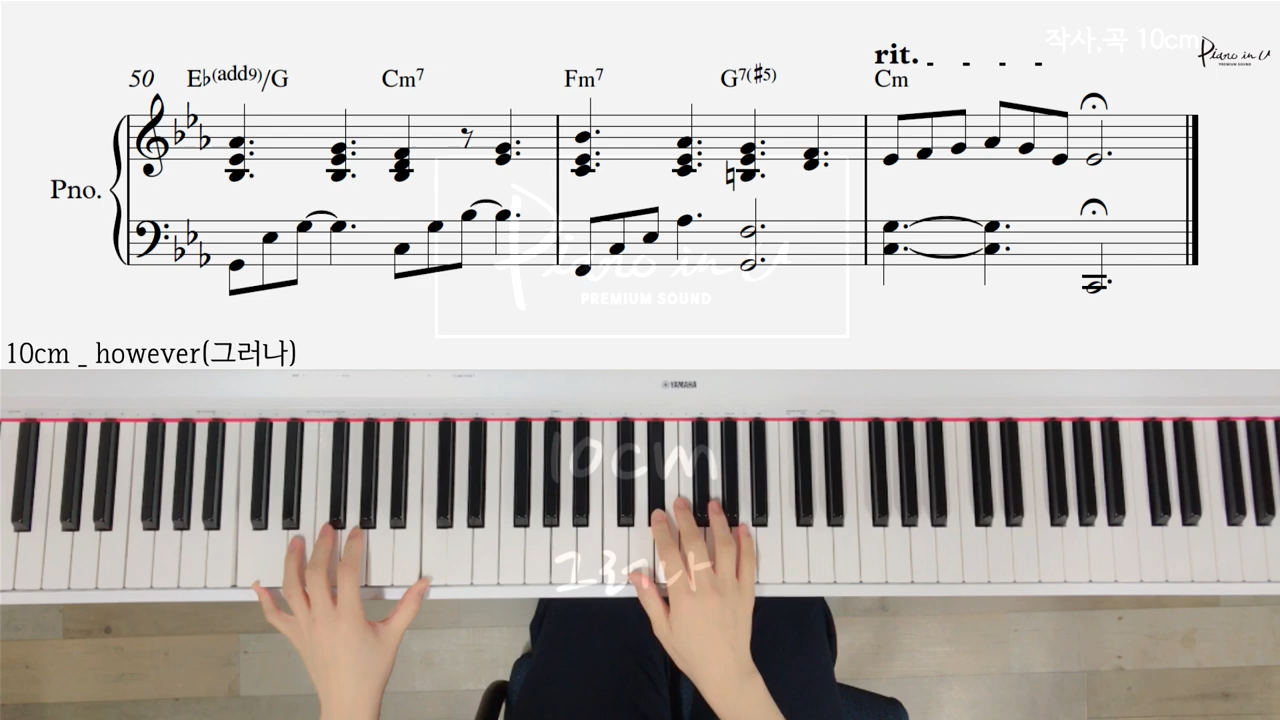 작사,곡 10cm
Piano in U
PREMIUM SOUND
rit.
50 E♭(add9)/G Cm7 Fm7 G7(♯5) Cm
Pno.
Piano in U
PREMIUM SOUND
10cm _ however(그러나)
YAMAHA
10cm
그러나